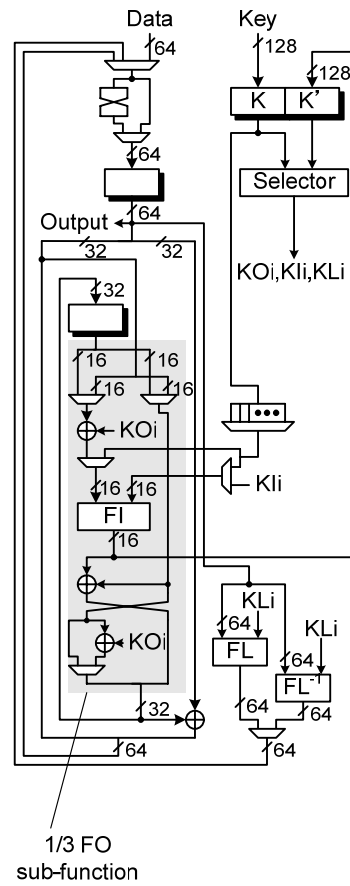 Data
Key
64
128
128
K
K'
64
Selector
64
Output
32
32
KOi,KIi,KLi
32
16
16
16
16
KOi
16
16
KIi
FI
16
KLi
KLi
64
64
FL
FL-1
KOi
64
64
32
64
64
1/3 FO
sub-function